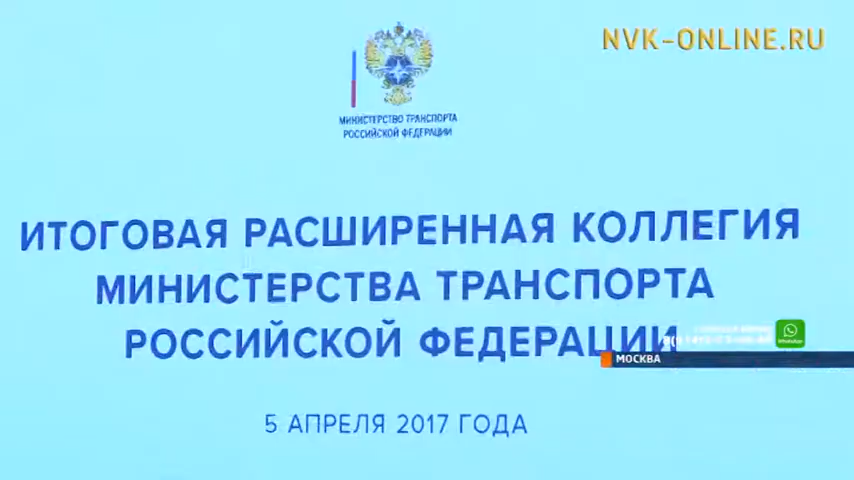 NVK-ONLINE.RU
МИНИСТЕРСТВО ТРАНСПОРТА
РОССИЙСКОЙ ФЕДЕРАЦИИ
ИТОГОВАЯ РАСШИРЕННАЯ КОЛЛЕГИЯ
МИНИСТЕРСТВА ТРАНСПОРТА
РОССИЙСКОЙ ФЕДЕРАЦИИ
МОСКВА
5 АПРЕЛЯ 2017 ГОДА